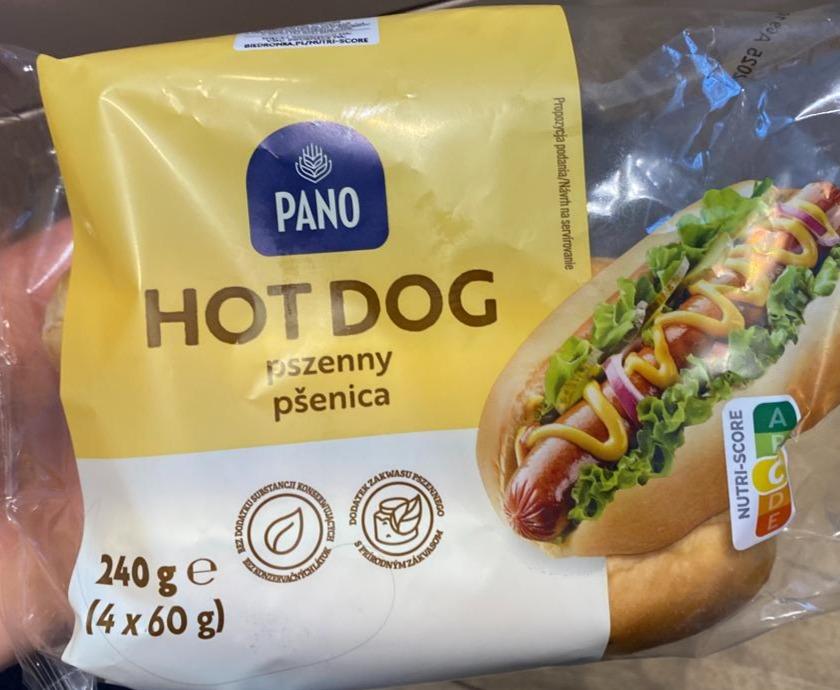 BIEDRONKA.PL/NUTRI-SCORE
PANO
HOT DOG
pszenny
pšenica
Propozycja podania/Návrh na servírovanie
BEZ DODATKU SUBSTANCJI KONSERWUJĄCYCH
BEZ KONZERVAČNÝCH LÁTOK
DODATEK ZAKWASU PSZENNEGO
S PRÍRODNÝM ZÁKVASOM
240 g e
(4 x 60 g)
NUTRI-SCORE
A
C
D
E
2025